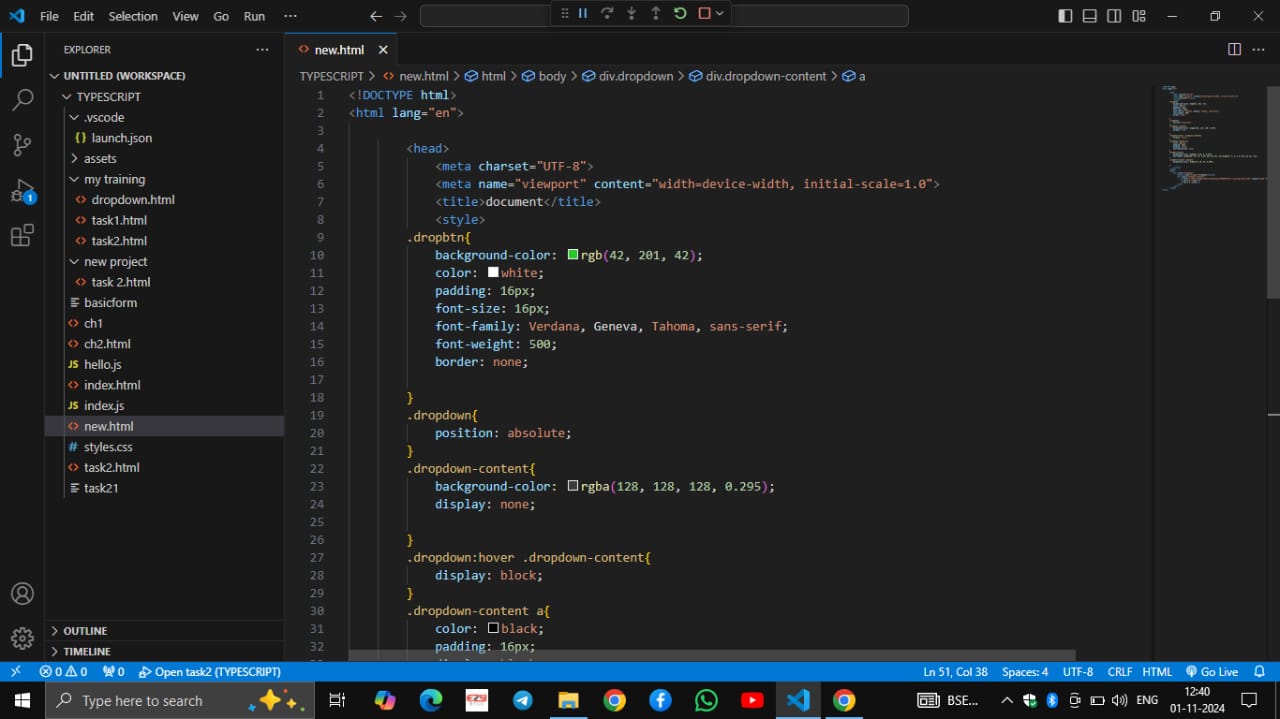 File Edit Selection View Go Run ···
EXPLORER ···
new.html ×
UNTITLED (WORKSPACE)
TYPESCRIPT
.vscode
{} launch.json
assets
my training
dropdown.html
task1.html
task2.html
new project
task 2.html
basicform
ch1
ch2.html
JS hello.js
index.html
JS index.js
new.html
# styles.css
task2.html
task21
OUTLINE
TIMELINE
TYPESCRIPT > new.html > html > body > div.dropdown > div.dropdown-content > a
1 <!DOCTYPE html>
2 <html lang="en">
3
4 <head>
5 <meta charset="UTF-8">
6 <meta name="viewport" content="width=device-width, initial-scale=1.0">
7 <title>document</title>
8 <style>
9 .dropbtn{
10 background-color: rgb(42, 201, 42);
11 color: white;
12 padding: 16px;
13 font-size: 16px;
14 font-family: Verdana, Geneva, Tahoma, sans-serif;
15 font-weight: 500;
16 border: none;
17
18 }
19 .dropdown{
20 position: absolute;
21 }
22 .dropdown-content{
23 background-color: rgba(128, 128, 128, 0.295);
24 display: none;
25
26 }
27 .dropdown:hover .dropdown-content{
28 display: block;
29 }
30 .dropdown-content a{
31 color: black;
32 padding: 16px;
1
0 0 0 Open task2 (TYPESCRIPT) Ln 51, Col 38 Spaces: 4 UTF-8 CRLF HTML Go Live
Type here to search EZY BSE... ENG 12:40
01-11-2024